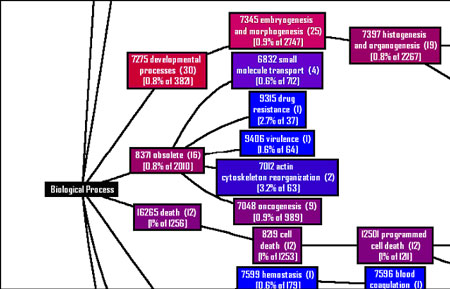 7345 embryogenesis
and morphogenesis (25)
[0.9% of 2747]
7397 histogenesis
and organogenesis (19)
[0.8% of 2267]
7275 developmental
processes (30)
[0.8% of 3821]
6832 small
molecule transport (4)
[0.6% of 712]
9315 drug
resistance (1)
[2.7% of 37]
9406 virulence (1)
[1.6% of 64]
8371 obsolete (16)
[0.8% of 2010]
7012 actin
cytoskeleton reorganization (2)
[3.2% of 63]
Biological Process
7048 oncogenesis (9)
[0.9% of 989]
16265 death (12)
[1% of 1256]
8219 cell
death (12)
[1% of 1253]
12501 programmed
cell death (12)
[1% of 1211]
7599 hemostasis (1)
[0.6% of 179]
7596 blood
coagulation (1)